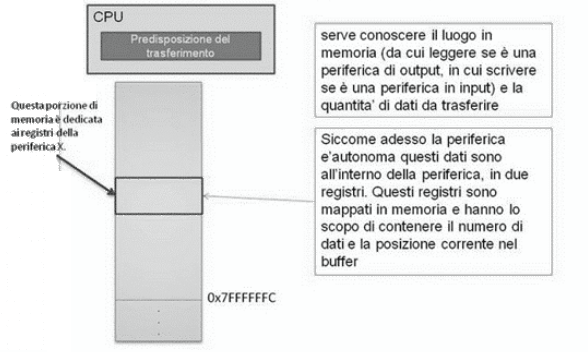 CPU
Predisposizione del
trasferimento
Questa porzione di
memoria è dedicata
ai registri della
periferica X.
serve conoscere il luogo in
memoria (da cui leggere se è una
periferica di output, in cui scrivere
se è una periferica in input) e la
quantita' di dati da trasferire
Siccome adesso la periferica
e'autonoma questi dati sono
all'interno della periferica, in due
registri. Questi registri sono
mappati in memoria e hanno lo
scopo di contenere il numero di
dati e la posizione corrente nel
buffer
0x7FFFFFFC